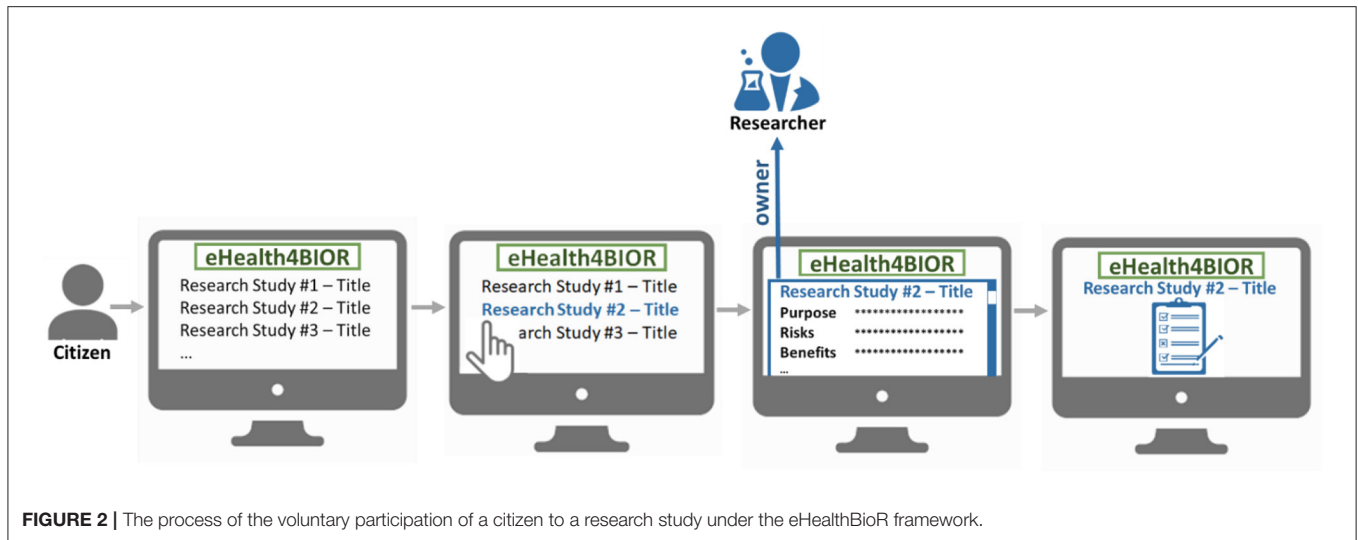 Researcher
owner
Citizen
eHealth4BIOR
Research Study #1 – Title
Research Study #2 – Title
Research Study #3 – Title
...
eHealth4BIOR
Research Study #1 – Title
Research Study #2 – Title
arch Study #3 – Title
eHealth4BIOR
Research Study #2 – Title
Purpose ******************
Risks ******************
Benefits ******************
...
eHealth4BIOR
Research Study #2 – Title
FIGURE 2 | The process of the voluntary participation of a citizen to a research study under the eHealthBioR framework.